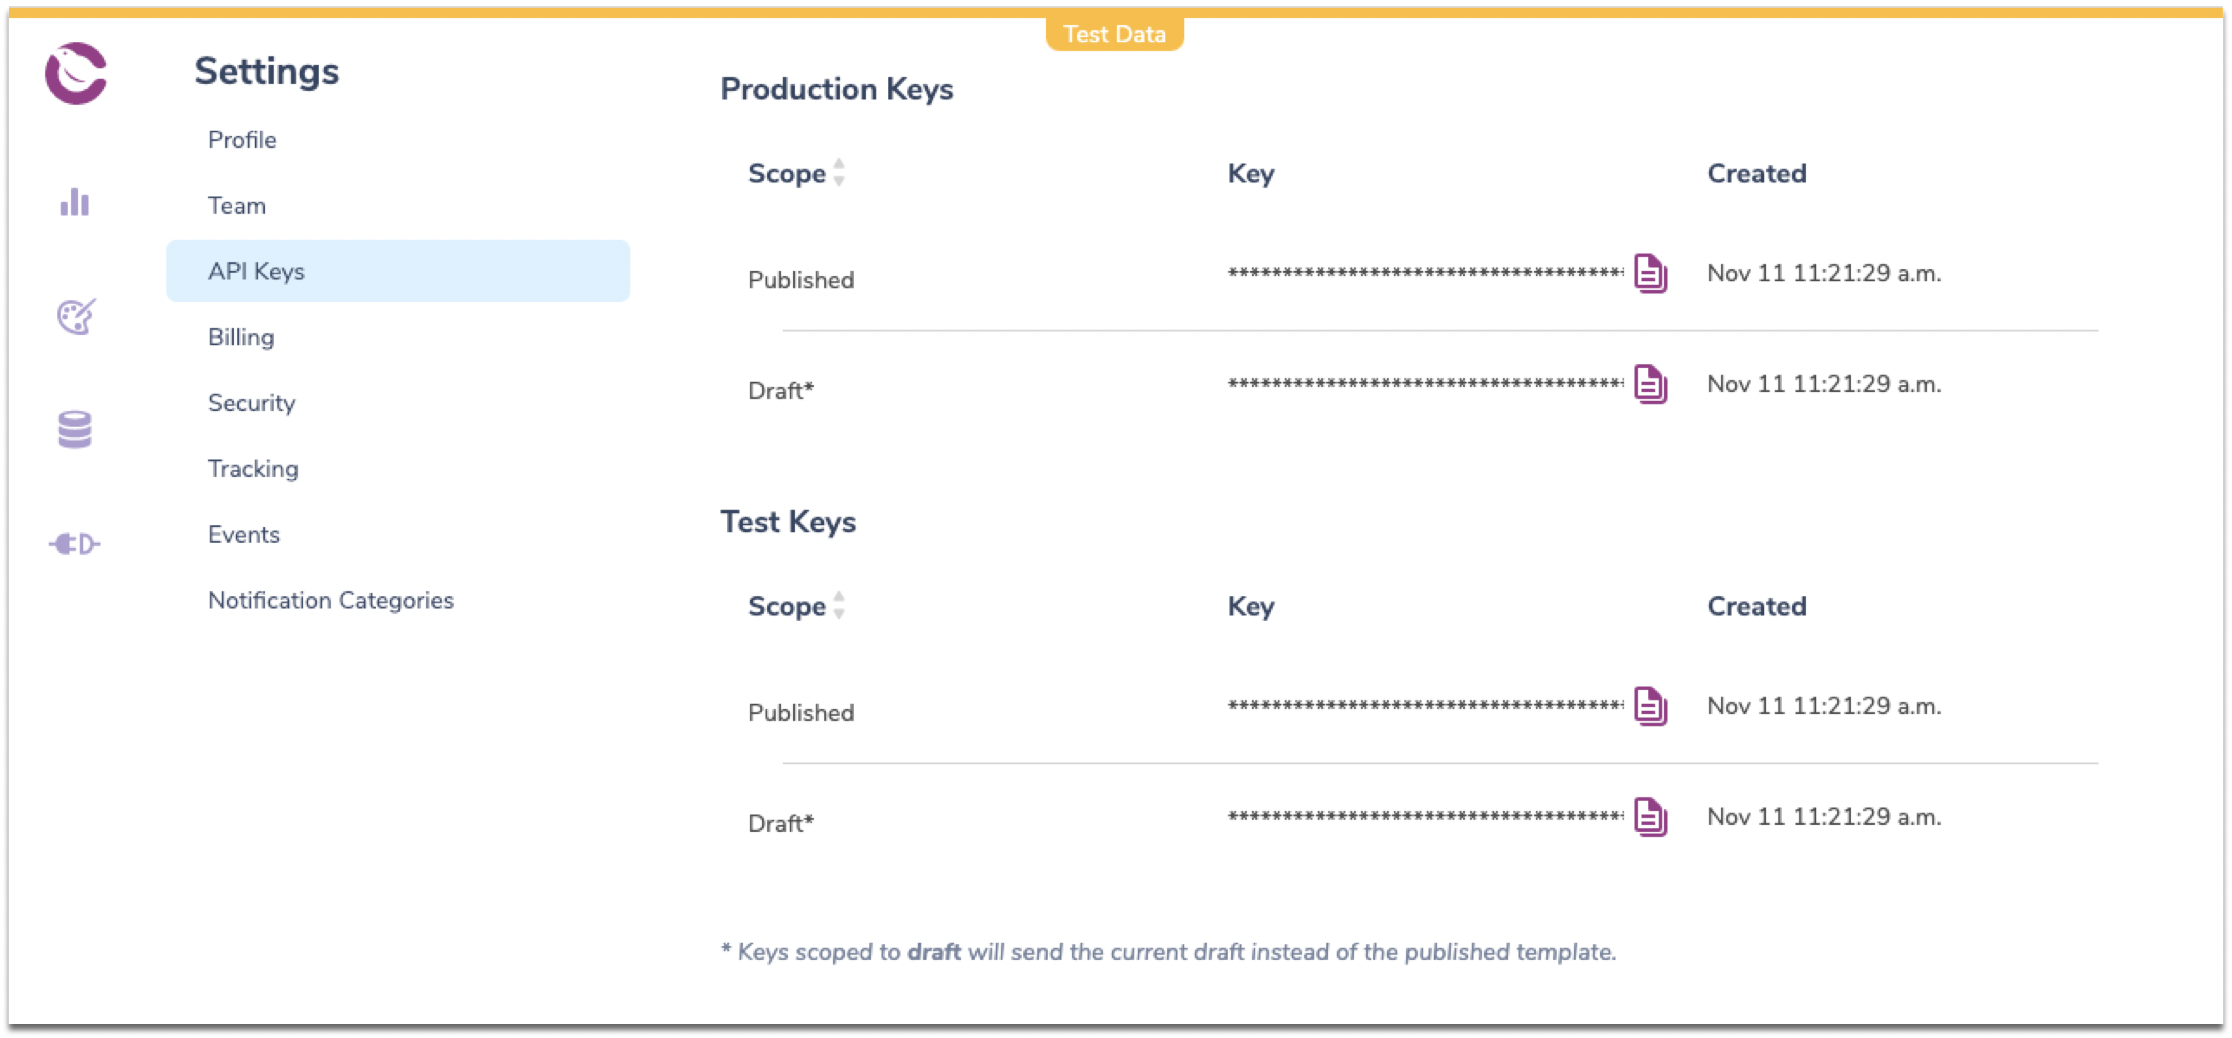 Test Data
Settings
Profile
Team
API Keys
Billing
Security
Tracking
Events
Notification Categories
Production Keys
Scope Key Created
Published ************************************ Nov 11 11:21:29 a.m.
Draft* ************************************ Nov 11 11:21:29 a.m.
Test Keys
Scope Key Created
Published ************************************ Nov 11 11:21:29 a.m.
Draft* ************************************ Nov 11 11:21:29 a.m.
* Keys scoped to draft will send the current draft instead of the published template.